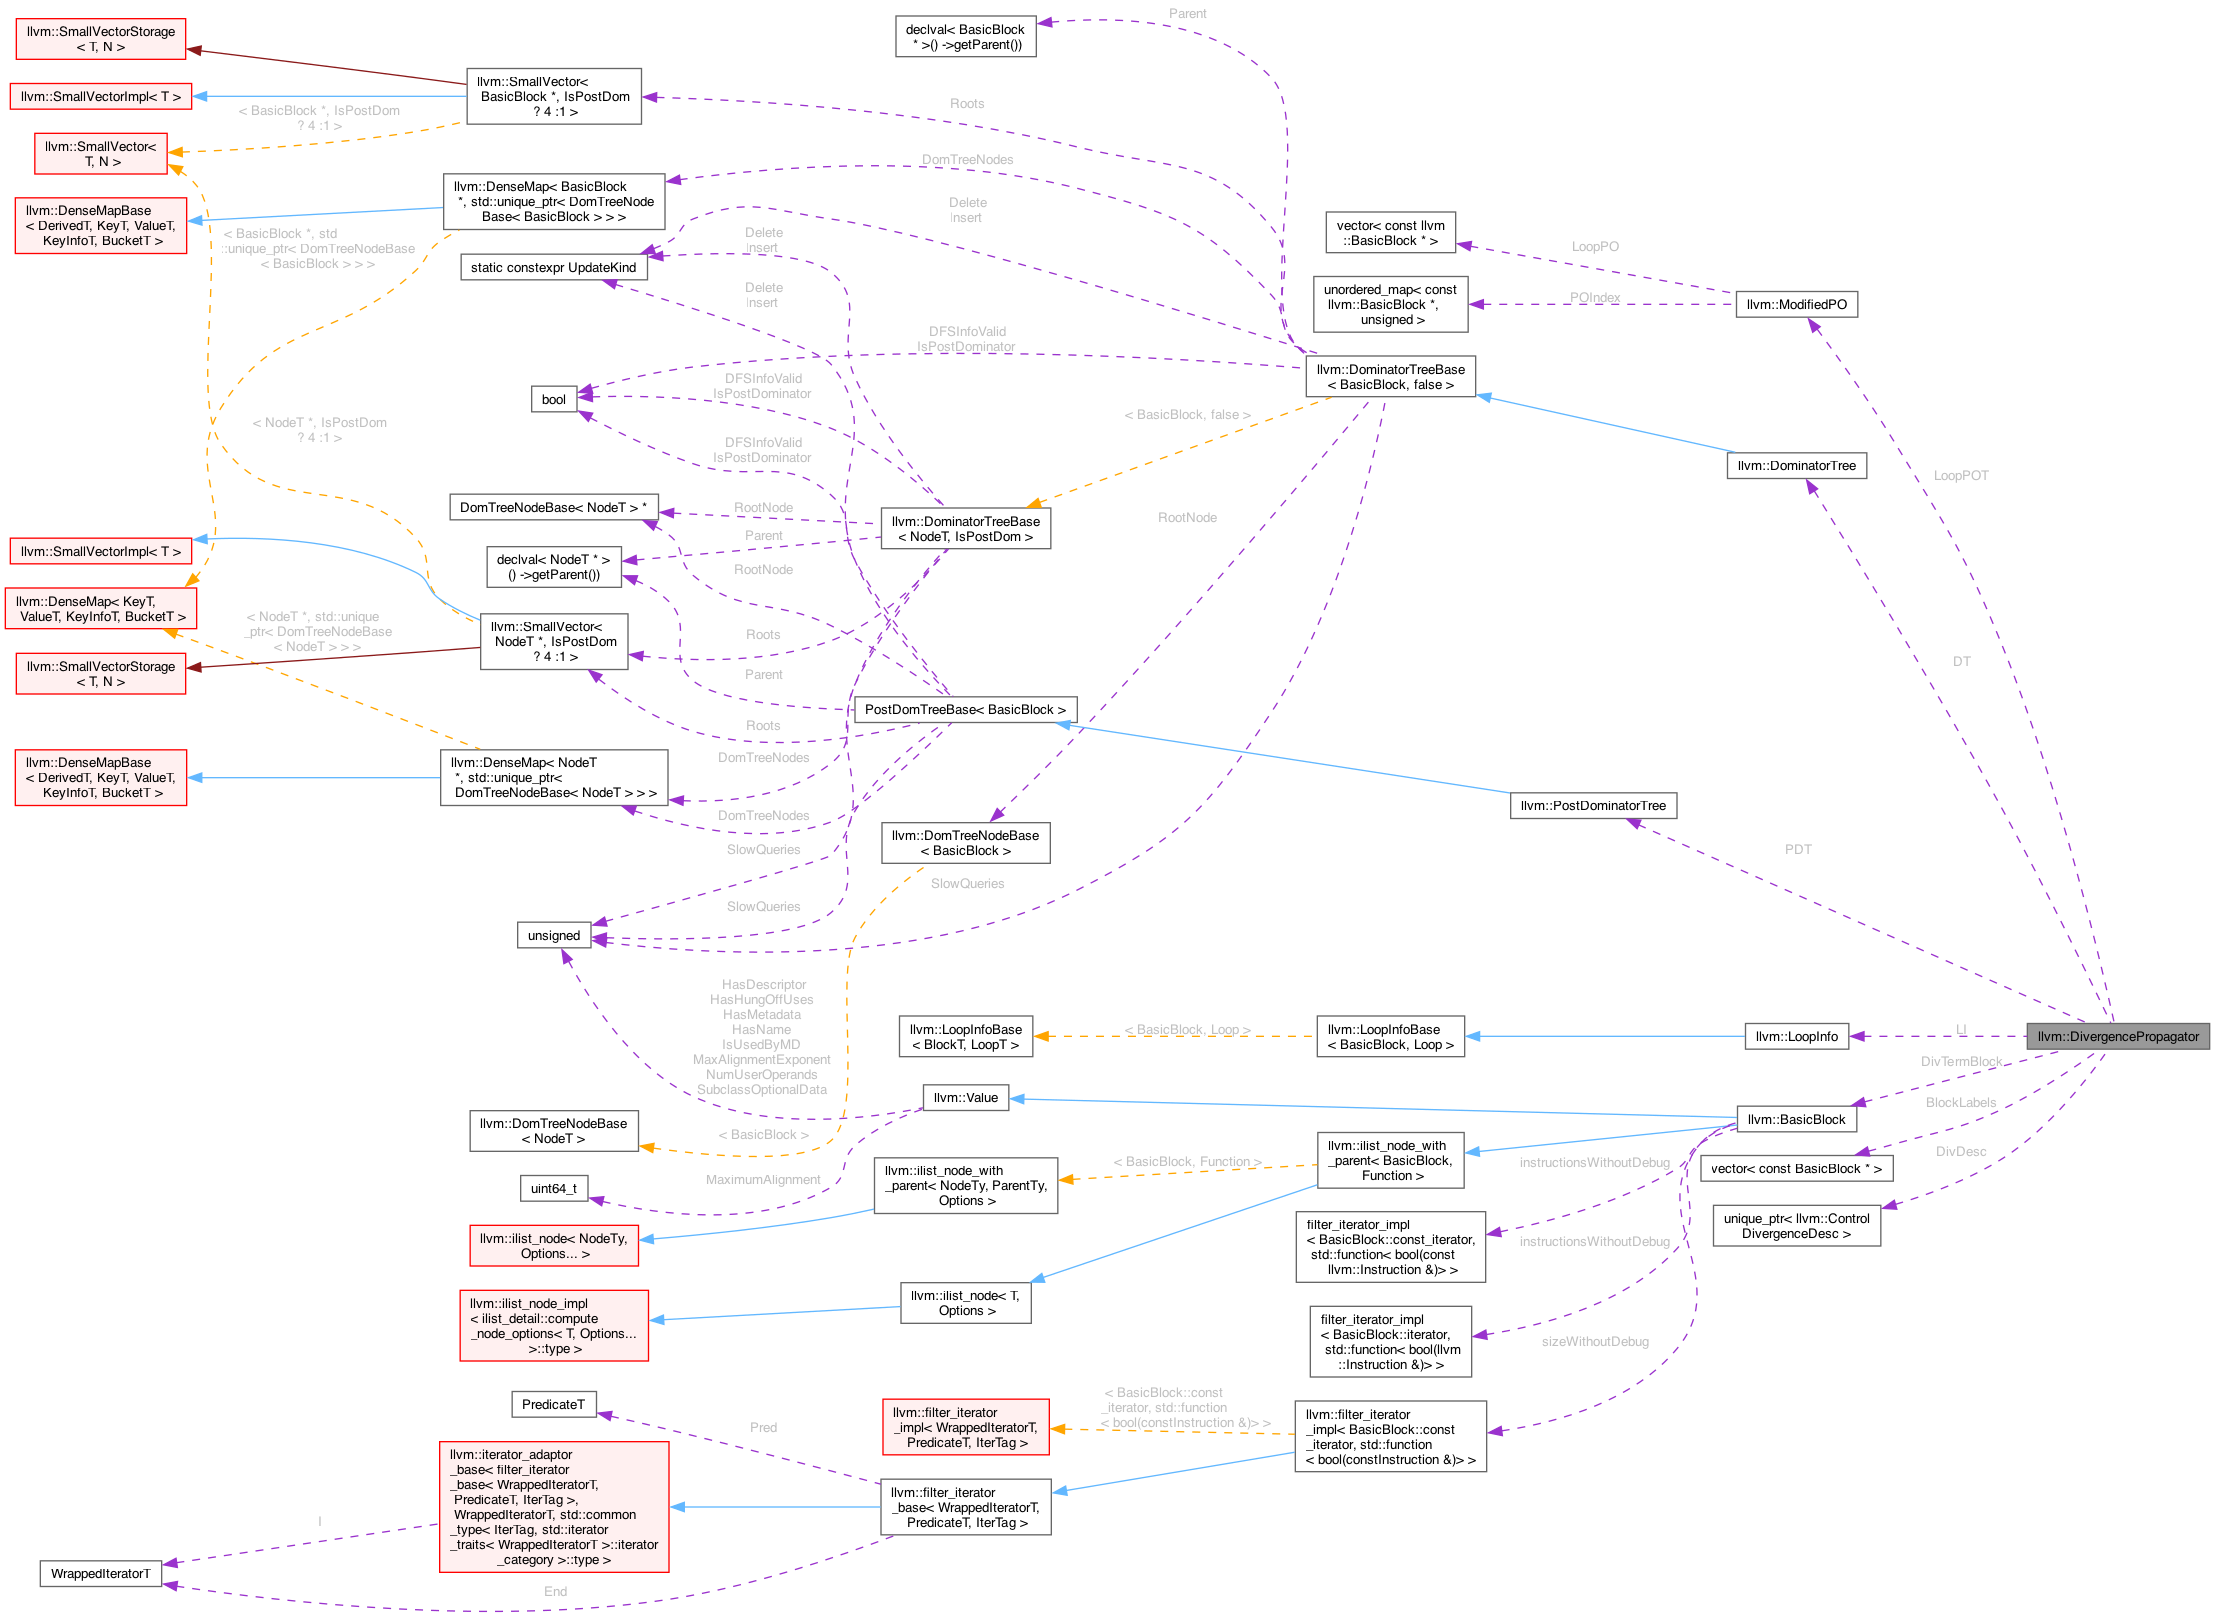 llvm::SmallVectorStorage
< T, N >
llvm::SmallVectorImpl< T >
llvm::SmallVector<
T, N >
llvm::DenseMapBase
< DerivedT, KeyT, ValueT,
KeyInfoT, BucketT >
llvm::SmallVectorImpl< T >
llvm::DenseMap< KeyT,
ValueT, KeyInfoT, BucketT >
llvm::SmallVectorStorage
< T, N >
llvm::DenseMapBase
< DerivedT, KeyT, ValueT,
KeyInfoT, BucketT >
WrappedIteratorT
< BasicBlock *, IsPostDom
? 4 :1 >
< BasicBlock *, std
::unique_ptr< DomTreeNodeBase
< BasicBlock > > >
< NodeT *, IsPostDom
? 4 :1 >
< NodeT *, std::unique
_ptr< DomTreeNodeBase
< NodeT > > >
I
llvm::SmallVector<
BasicBlock *, IsPostDom
? 4 :1 >
llvm::DenseMap< BasicBlock
*, std::unique_ptr< DomTreeNode
Base< BasicBlock > > >
static constexpr UpdateKind
bool
DomTreeNodeBase< NodeT > *
declval< NodeT * >
() ->getParent())
llvm::SmallVector<
NodeT *, IsPostDom
? 4 :1 >
llvm::DenseMap< NodeT
*, std::unique_ptr<
DomTreeNodeBase< NodeT > > >
unsigned
llvm::DomTreeNodeBase
< NodeT >
uint64_t
llvm::ilist_node< NodeTy,
Options... >
llvm::ilist_node_impl
< ilist_detail::compute
_node_options< T, Options...
>::type >
PredicateT
llvm::iterator_adaptor
_base< filter_iterator
_base< WrappedIteratorT,
PredicateT, IterTag >,
WrappedIteratorT, std::common
_type< IterTag, std::iterator
_traits< WrappedIteratorT >::iterator
_category >::type >
End
Delete
Insert
Delete
Insert
DFSInfoValid
IsPostDominator
DFSInfoValid
IsPostDominator
RootNode
Parent
RootNode
Roots
Parent
Roots
DomTreeNodes
DomTreeNodes
SlowQueries
SlowQueries
HasDescriptor
HasHungOffUses
HasMetadata
HasName
IsUsedByMD
MaxAlignmentExponent
NumUserOperands
SubclassOptionalData
< BasicBlock >
MaximumAlignment
Pred
declval< BasicBlock
* >() ->getParent())
Roots
DomTreeNodes
Delete
Insert
DFSInfoValid
IsPostDominator
llvm::DominatorTreeBase
< NodeT, IsPostDom >
PostDomTreeBase< BasicBlock >
llvm::DomTreeNodeBase
< BasicBlock >
SlowQueries
llvm::LoopInfoBase
< BlockT, LoopT >
llvm::Value
llvm::ilist_node_with
_parent< NodeTy, ParentTy,
Options >
llvm::ilist_node< T,
Options >
llvm::filter_iterator
_impl< WrappedIteratorT,
PredicateT, IterTag >
llvm::filter_iterator
_base< WrappedIteratorT,
PredicateT, IterTag >
Parent
< BasicBlock, false >
RootNode
< BasicBlock, Loop >
< BasicBlock, Function >
< BasicBlock::const
_iterator, std::function
< bool(constInstruction &)> >
vector< const llvm
::BasicBlock * >
unordered_map< const
llvm::BasicBlock *,
unsigned >
llvm::DominatorTreeBase
< BasicBlock, false >
llvm::LoopInfoBase
< BasicBlock, Loop >
llvm::ilist_node_with
_parent< BasicBlock,
Function >
filter_iterator_impl
< BasicBlock::const_iterator,
std::function< bool(const
llvm::Instruction &)> >
filter_iterator_impl
< BasicBlock::iterator,
std::function< bool(llvm
::Instruction &)> >
llvm::filter_iterator
_impl< BasicBlock::const
_iterator, std::function
< bool(constInstruction &)> >
LoopPO
POIndex
instructionsWithoutDebug
instructionsWithoutDebug
sizeWithoutDebug
llvm::ModifiedPO
llvm::DominatorTree
llvm::PostDominatorTree
llvm::LoopInfo
llvm::BasicBlock
vector< const BasicBlock * >
unique_ptr< llvm::Control
DivergenceDesc >
LoopPOT
DT
PDT
LI
DivTermBlock
BlockLabels
DivDesc
llvm::DivergencePropagator